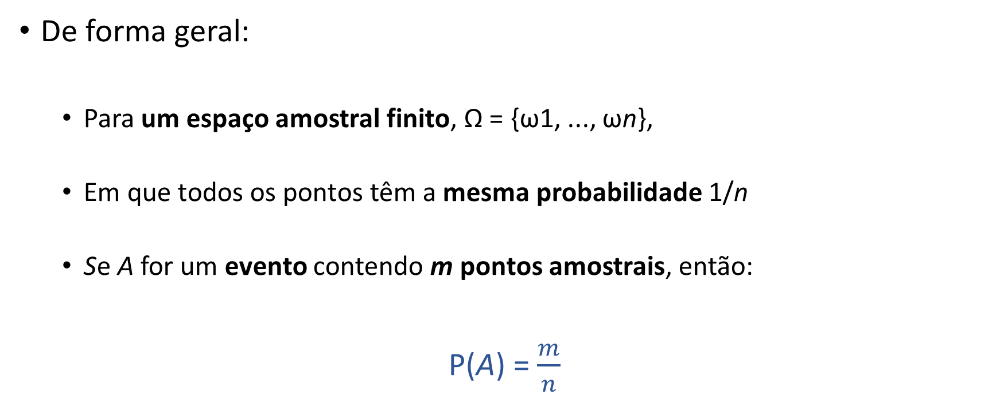 • De forma geral:
• Para um espaço amostral finito, Ω = {ω1, ..., ωn},
• Em que todos os pontos têm a mesma probabilidade 1/n
• Se A for um evento contendo m pontos amostrais, então:
P(A) = m/n